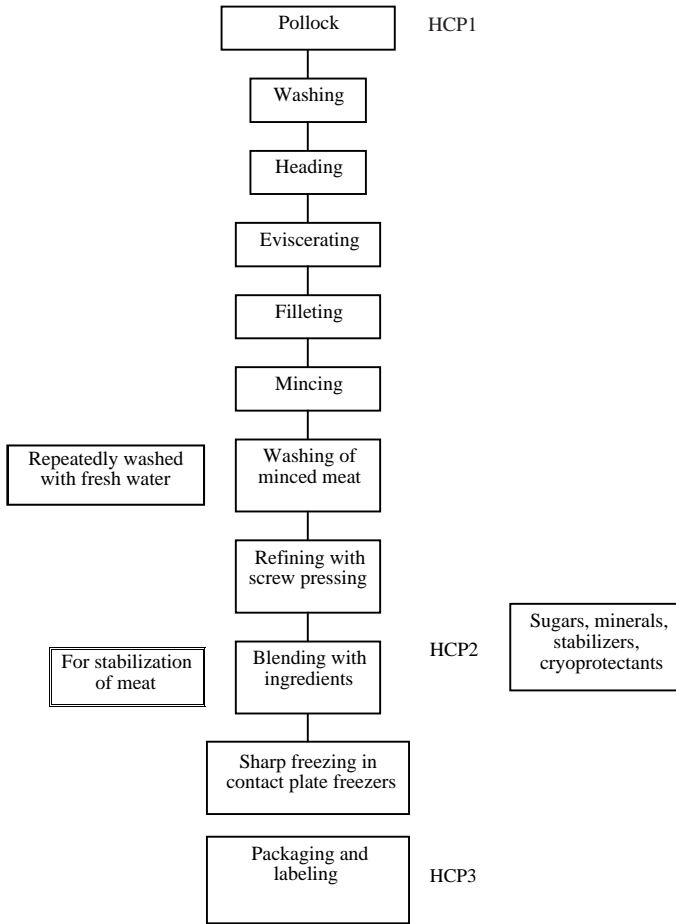 Pollock
HCP1
Washing
Heading
Eviscerating
Filleting
Mincing
Repeatedly washed
with fresh water
Washing of
minced meat
Refining with
screw pressing
For stabilization
of meat
Blending with
ingredients
HCP2
Sugars, minerals,
stabilizers,
cryoprotectants
Sharp freezing in
contact plate freezers
Packaging and
labeling
HCP3